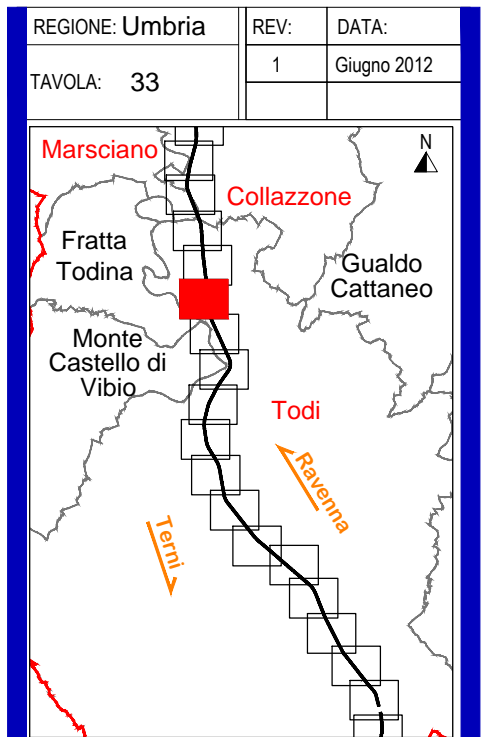 REGIONE: Umbria
REV:
DATA:
TAVOLA: 33
1
Giugno 2012
N
Marsciano
Collazzone
Fratta
Todina
Gualdo
Cattaneo
Monte
Castello di
Vibio
Todi
Ravenna
Terni